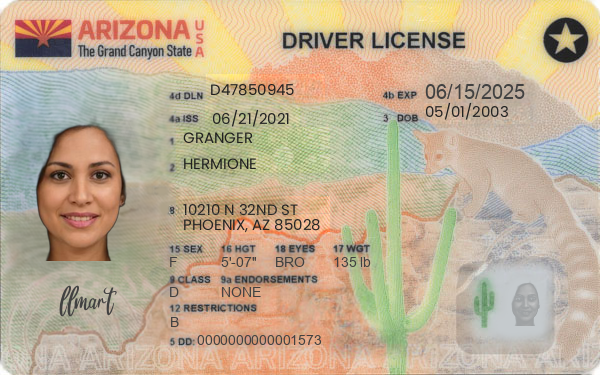 ARIZONA USA
The Grand Canyon State
DRIVER LICENSE
4d DLN D47850945
4b EXP 06/15/2025
4a ISS 06/21/2021
3 DOB 05/01/2003
1 GRANGER
2 HERMIONE
8 10210 N 32ND ST
PHOENIX, AZ 85028
15 SEX 16 HGT 18 EYES 17 WGT
F 5'-07" BRO 135 lb
9 CLASS 9a ENDORSEMENTS
D NONE
12 RESTRICTIONS
B
5 DD: 0000000000001573
llmart
ONA ARIZONA ARIZONA ARIZONA ARIZON